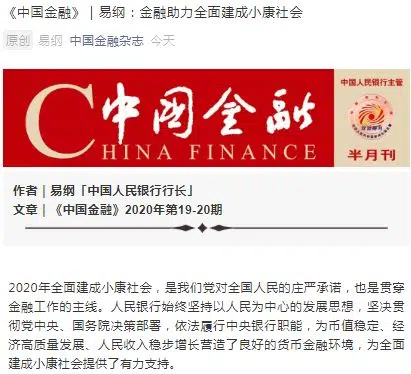 《中国金融》｜易纲：金融助力全面建成小康社会
原创 易纲 中国金融杂志 今天
中国金融
CHINA FINANCE
中国人民银行主管
半月刊
作者｜易纲「中国人民银行行长」
文章｜《中国金融》2020年第19-20期
2020年全面建成小康社会，是我们党对全国人民的庄严承诺，也是贯穿
金融工作的主线。人民银行始终坚持以人民为中心的发展思想，坚决贯
彻党中央、国务院决策部署，依法履行中央银行职能，为币值稳定、经
济高质量发展、人民收入稳步增长营造了良好的货币金融环境，为全面
建成小康社会提供了有力支持。